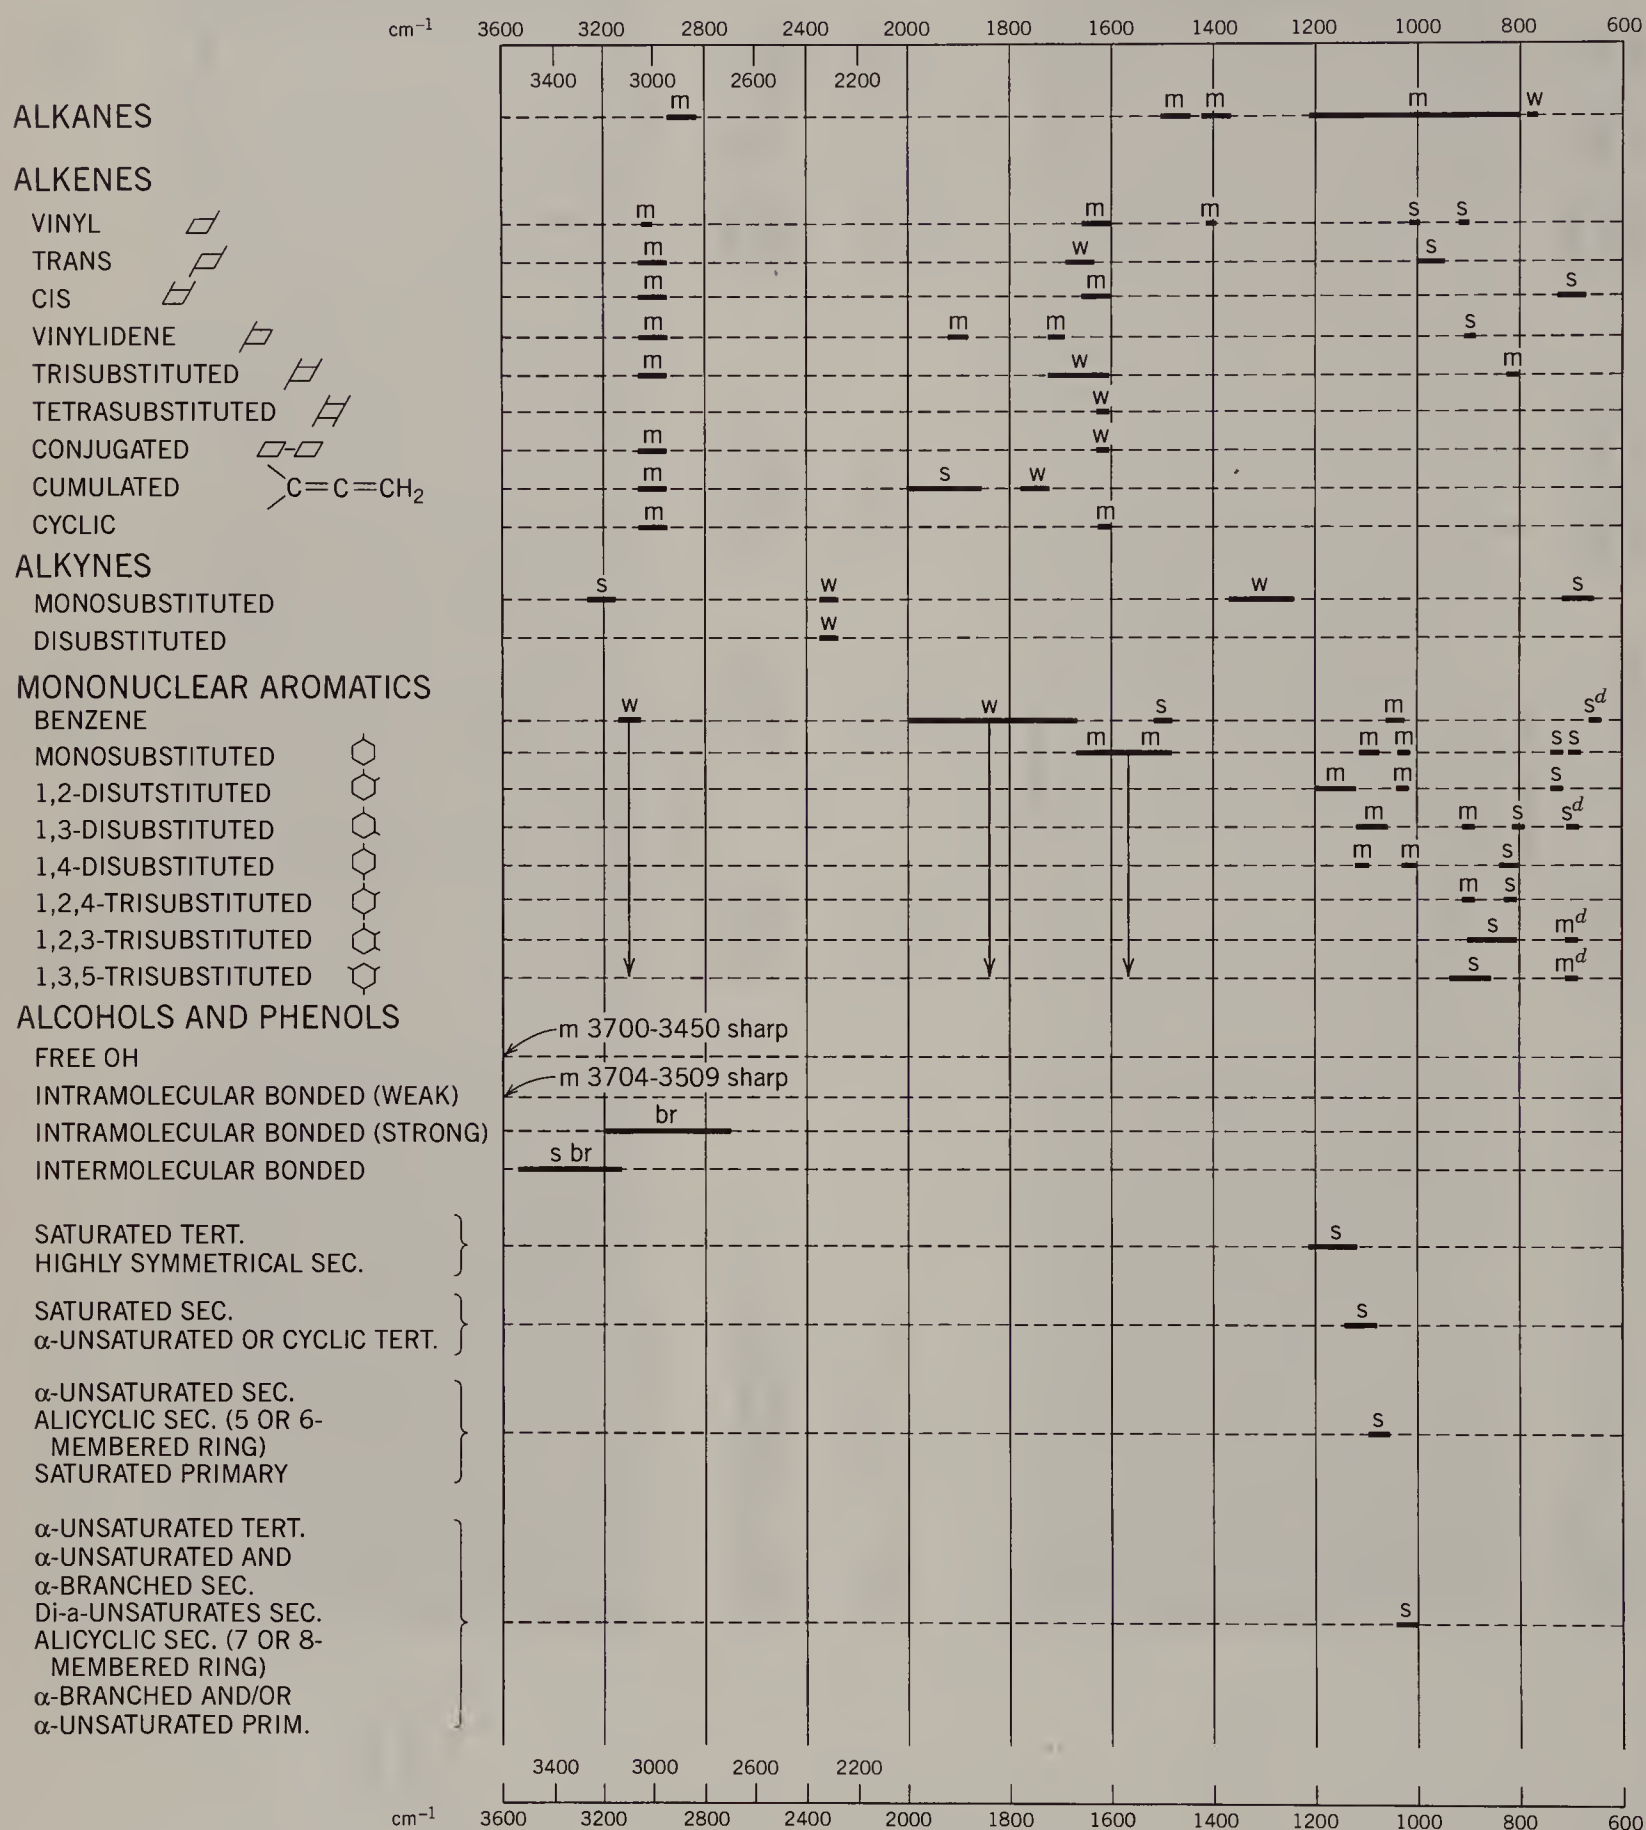 cm⁻¹ 3600 3200 2800 2400 2000 1800 1600 1400 1200 1000 800 600
3400 3000 2600 2200
ALKANES m m m m w
ALKENES
VINYL m m m s s
TRANS m w s
CIS m m s
VINYLIDENE m m m s
TRISUBSTITUTED m w m
TETRASUBSTITUTED w
CONJUGATED m w
CUMULATED C=C=CH₂ m s w
CYCLIC m m
ALKYNES
MONOSUBSTITUTED s w w s
DISUBSTITUTED w
MONONUCLEAR AROMATICS
BENZENE w w s m sᵈ
MONOSUBSTITUTED m m m m s s
1,2-DISUTSTITUTED m m s
1,3-DISUBSTITUTED m m s sᵈ
1,4-DISUBSTITUTED m m s
1,2,4-TRISUBSTITUTED m s
1,2,3-TRISUBSTITUTED s mᵈ
1,3,5-TRISUBSTITUTED s mᵈ
ALCOHOLS AND PHENOLS
m 3700-3450 sharp
FREE OH
m 3704-3509 sharp
INTRAMOLECULAR BONDED (WEAK)
INTRAMOLECULAR BONDED (STRONG) br
INTERMOLECULAR BONDED s br
SATURATED TERT. s
HIGHLY SYMMETRICAL SEC.
SATURATED SEC. s
α-UNSATURATED OR CYCLIC TERT.
α-UNSATURATED SEC.
ALICYCLIC SEC. (5 OR 6- s
MEMBERED RING)
SATURATED PRIMARY
α-UNSATURATED TERT.
α-UNSATURATED AND
α-BRANCHED SEC.
Di-a-UNSATURATES SEC. s
ALICYCLIC SEC. (7 OR 8-
MEMBERED RING)
α-BRANCHED AND/OR
α-UNSATURATED PRIM.
3400 3000 2600 2200
cm⁻¹ 3600 3200 2800 2400 2000 1800 1600 1400 1200 1000 800 600